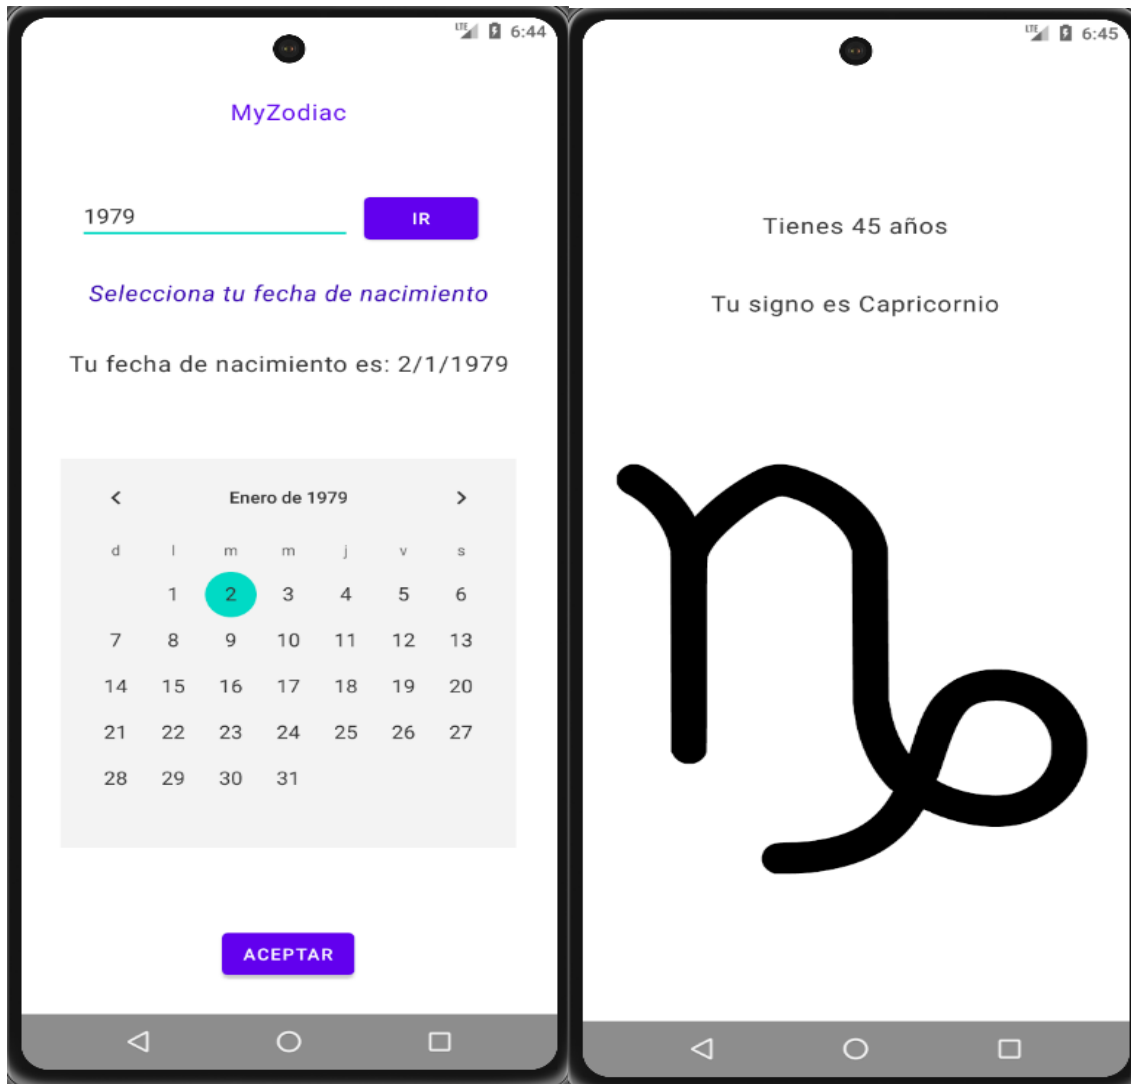 LTE 6:44
MyZodiac
1979 IR
Selecciona tu fecha de nacimiento
Tu fecha de nacimiento es: 2/1/1979
Enero de 1979
d l m m j v s
1 2 3 4 5 6
7 8 9 10 11 12 13
14 15 16 17 18 19 20
21 22 23 24 25 26 27
28 29 30 31
ACEPTAR
LTE 6:45
Tienes 45 años
Tu signo es Capricornio